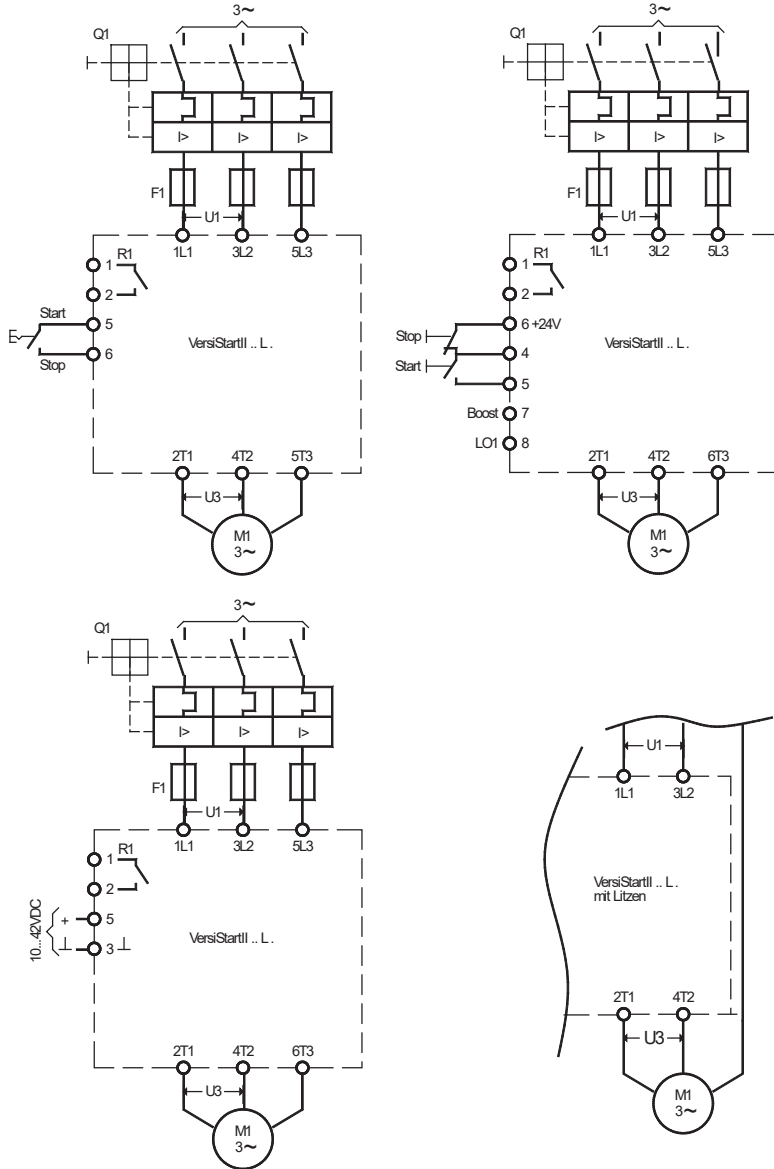 3~
Q1
I> I> I>
F1
U1
1L1 3L2 5L3
1 R1
2
Start
5
6
Stop
VersiStartII .. L .
2T1 4T2 5T3
U3
M1
3~
3~
Q1
I> I> I>
F1
U1
1L1 3L2 5L3
1 R1
2
6 +24V
Stop
4
Start
5
Boost 7
LO1 8
VersiStartII .. L .
2T1 4T2 6T3
U3
M1
3~
3~
Q1
I> I> I>
F1
U1
1L1 3L2 5L3
1 R1
2
10...42VDC
+ 5
⊥ 3 ⊥
VersiStartII .. L .
2T1 4T2 6T3
U3
M1
3~
U1
1L1 3L2
VersiStartII .. L .
mit Litzen
2T1 4T2
U3
M1
3~